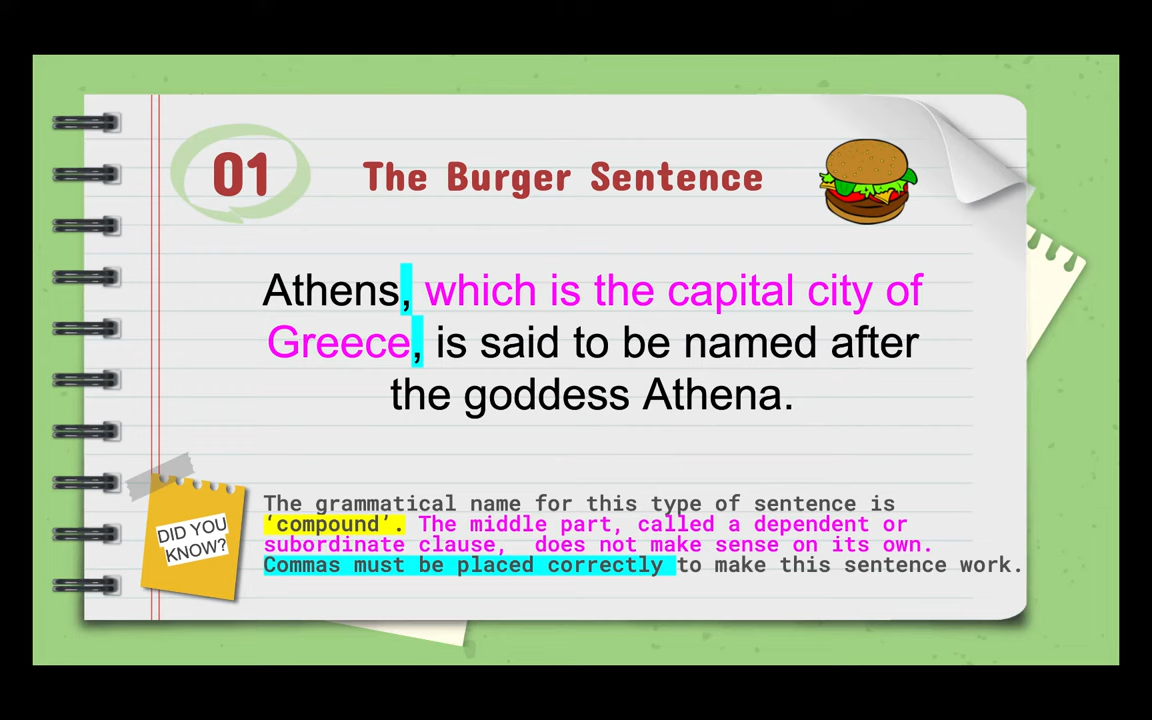 01
The Burger Sentence
Athens, which is the capital city of
Greece, is said to be named after
the goddess Athena.
DID YOU
KNOW?
The grammatical name for this type of sentence is
‘compound’. The middle part, called a dependent or
subordinate clause, does not make sense on its own.
Commas must be placed correctly to make this sentence work.